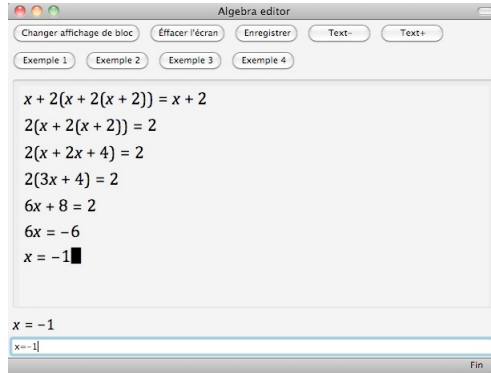 Algebra editor
Changer affichage de bloc Éffacer l'écran Enregistrer Text- Text+
Exemple 1 Exemple 2 Exemple 3 Exemple 4
x + 2(x + 2(x + 2)) = x + 2
2(x + 2(x + 2)) = 2
2(x + 2x + 4) = 2
2(3x + 4) = 2
6x + 8 = 2
6x = −6
x = −1
x = −1
x=-1
Fin